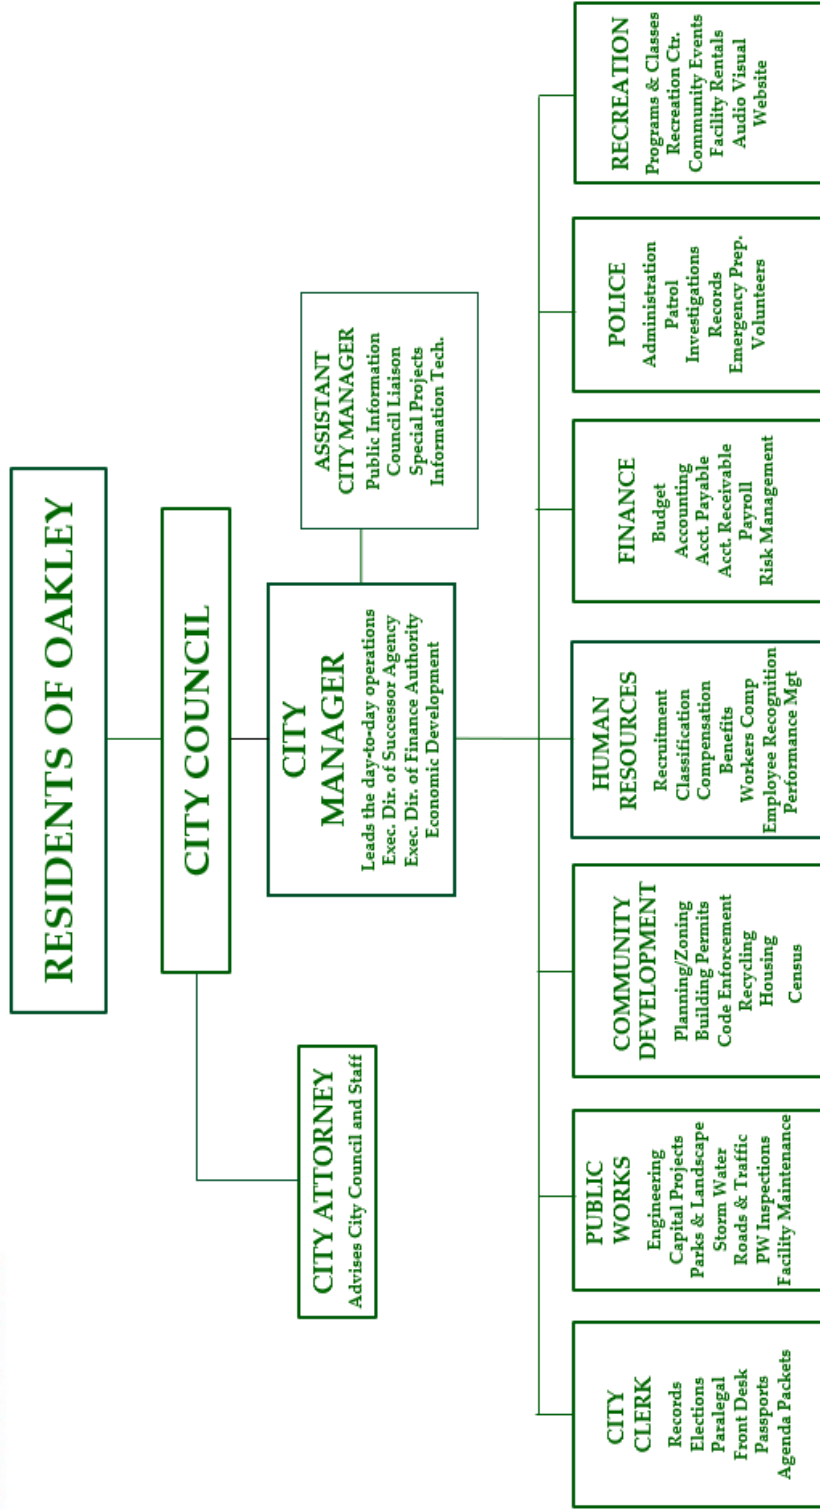 RESIDENTS OF OAKLEY
CITY COUNCIL
CITY ATTORNEY
Advises City Council and Staff
CITY
MANAGER
Leads the day-to-day operations
Exec. Dir. of Successor Agency
Exec. Dir. of Finance Authority
Economic Development
ASSISTANT
CITY MANAGER
Public Information
Council Liaison
Special Projects
Information Tech.
CITY
CLERK
Records
Elections
Paralegal
Front Desk
Passports
Agenda Packets
PUBLIC
WORKS
Engineering
Capital Projects
Parks & Landscape
Storm Water
Roads & Traffic
PW Inspections
Facility Maintenance
COMMUNITY
DEVELOPMENT
Planning/Zoning
Building Permits
Code Enforcement
Recycling
Housing
Census
HUMAN
RESOURCES
Recruitment
Classification
Compensation
Benefits
Workers Comp
Employee Recognition
Performance Mgt
FINANCE
Budget
Accounting
Acct. Payable
Acct. Receivable
Payroll
Risk Management
POLICE
Administration
Patrol
Investigations
Records
Emergency Prep.
Volunteers
RECREATION
Programs & Classes
Recreation Ctr.
Community Events
Facility Rentals
Audio Visual
Website